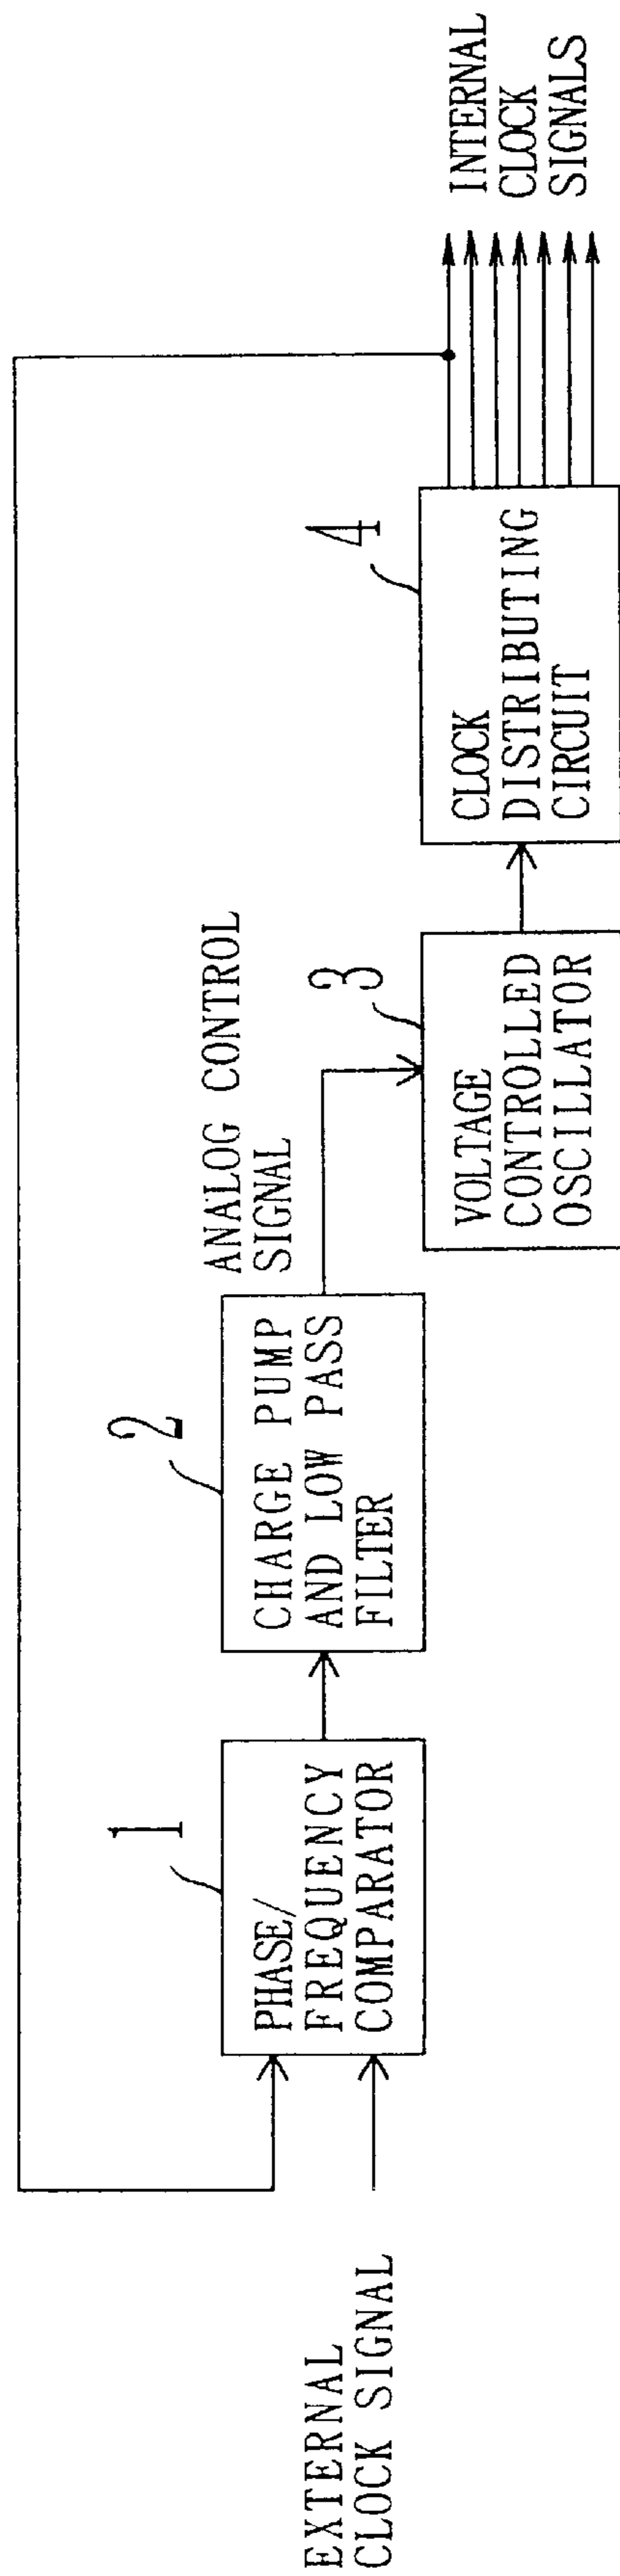 EXTERNAL
CLOCK SIGNAL
1
PHASE/
FREQUENCY
COMPARATOR
2
CHARGE PUMP
AND LOW PASS
FILTER
ANALOG CONTROL
SIGNAL
3
VOLTAGE
CONTROLLED
OSCILLATOR
4
CLOCK
DISTRIBUTING
CIRCUIT
INTERNAL
CLOCK
SIGNALS